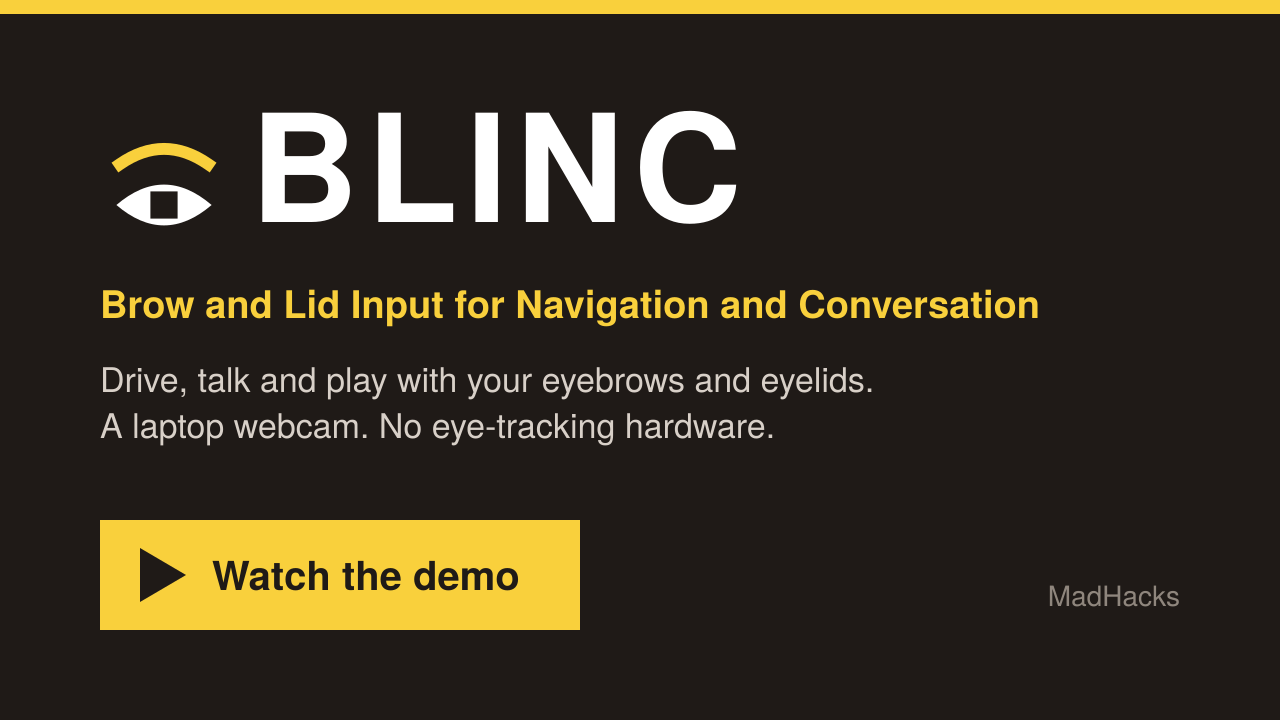 BLINC
Brow and Lid Input for Navigation and Conversation
Drive, talk and play with your eyebrows and eyelids.
A laptop webcam. No eye-tracking hardware.
Watch the demo
MadHacks